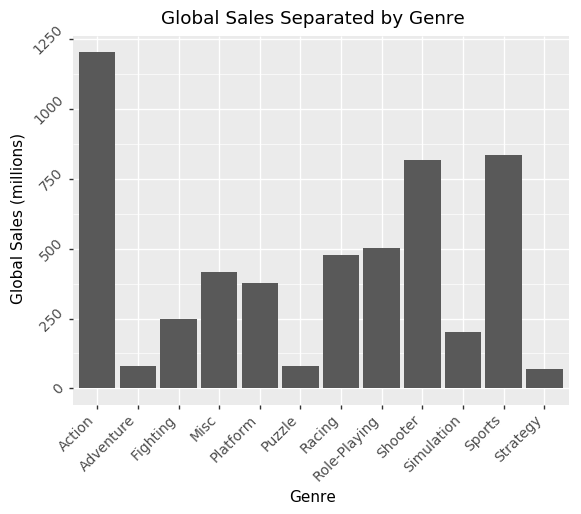 Global Sales Separated by Genre
Global Sales (millions)
1250
1000
750
500
250
0
Action
Adventure
Fighting
Misc
Platform
Puzzle
Racing
Role-Playing
Shooter
Simulation
Sports
Strategy
Genre